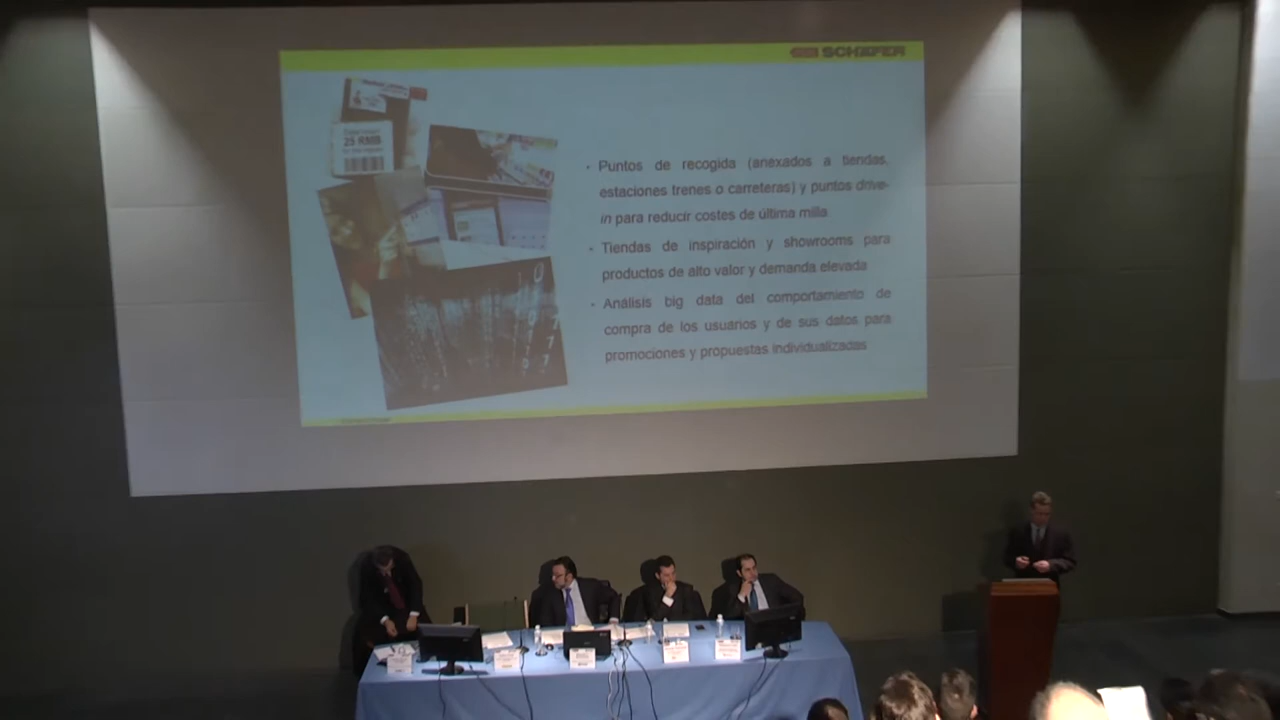 SCHÄFER
25 RMB
Puntos de recogida (anexados a tiendas,
estaciones trenes o carreteras) y puntos drive-
in para reducir costes de última milla
Tiendas de inspiración y showrooms para
productos de alto valor y demanda elevada
Análisis big data del comportamiento de
compra de los usuarios y de sus datos para
promociones y propuestas individualizadas